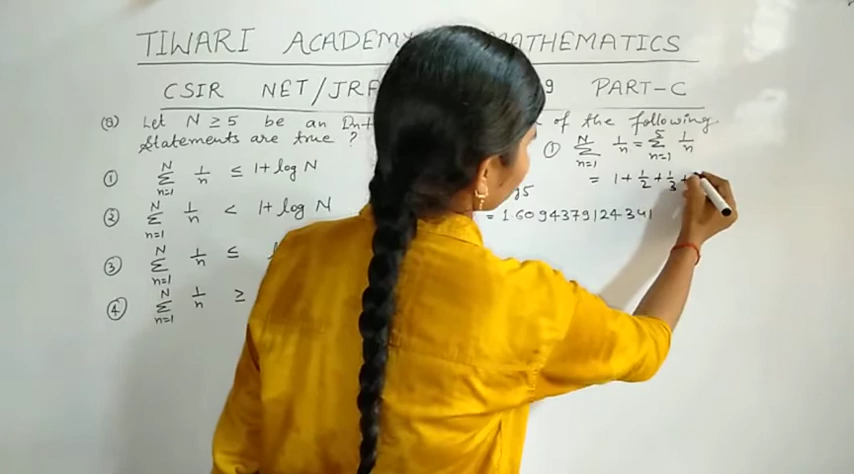 TIWARI ACADEMY MATHEMATICS
CSIR NET/JRF 9 PART-C
(Q) Let N ≥ 5 be an of the following
statements are true ?
① N Σ n=1 1/n ≤ 1+log N
② N Σ n=1 1/n < 1+log N
③ N Σ n=1 1/n ≤
④ N Σ n=1 1/n ≥
① N Σ n=1 1/n = 5 Σ n=1 1/n
= 1+1/2+1/3+
g5
= 1.6094379124341